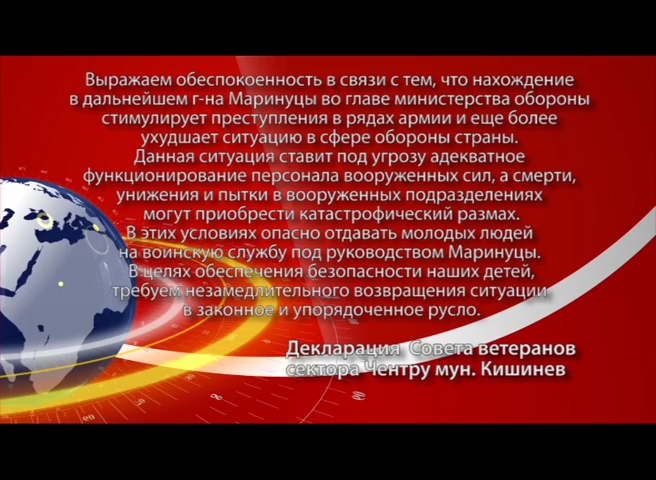 Выражаем обеспокоенность в связи с тем, что нахождение
в дальнейшем г-на Маринуцы во главе министерства обороны
стимулирует преступления в рядах армии и еще более
ухудшает ситуацию в сфере обороны страны.
Данная ситуация ставит под угрозу адекватное
функционирование персонала вооруженных сил, а смерти,
унижения и пытки в вооруженных подразделениях
могут приобрести катастрофический размах.
В этих условиях опасно отдавать молодых людей
на воинскую службу под руководством Маринуцы.
В целях обеспечения безопасности наших детей,
требуем незамедлительного возвращения ситуации
в законное и упорядоченное русло.
Декларация Совета ветеранов
сектора Чентру мун. Кишинев